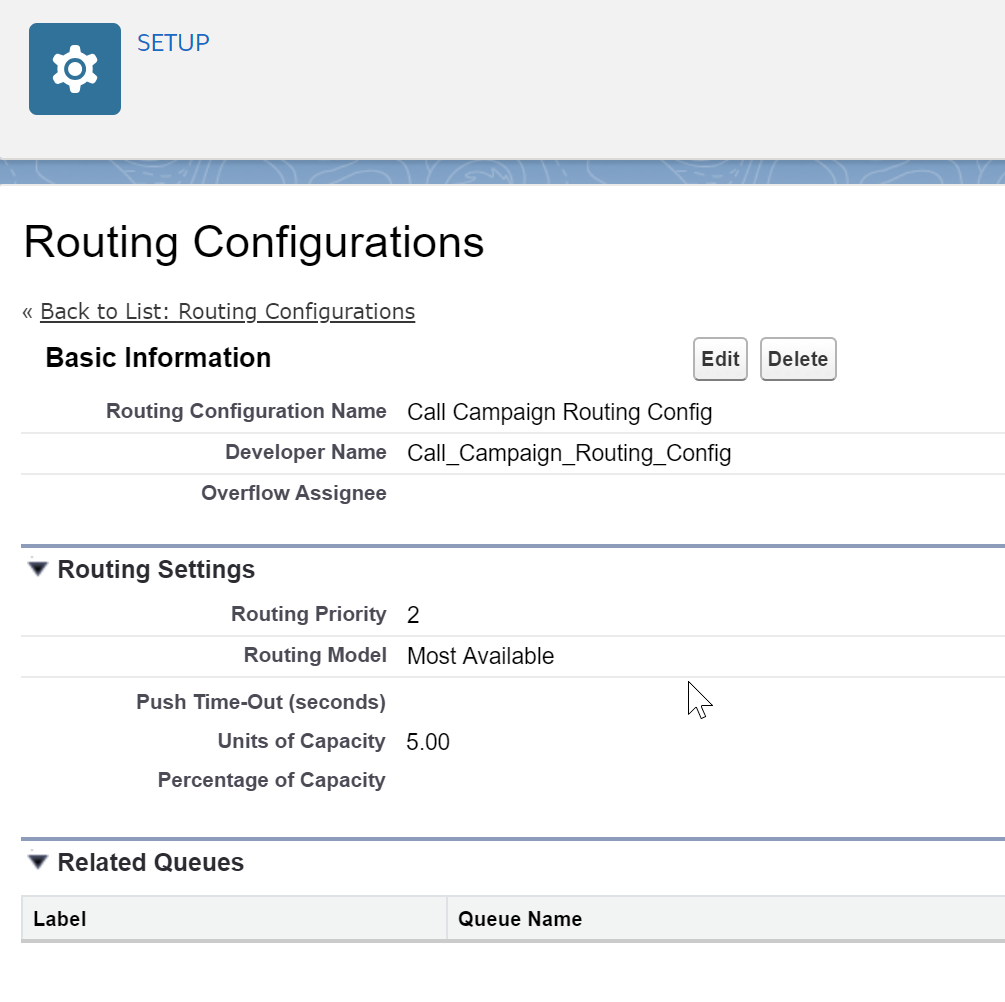 SETUP
Routing Configurations
« Back to List: Routing Configurations
Basic Information Edit Delete
Routing Configuration Name Call Campaign Routing Config
Developer Name Call_Campaign_Routing_Config
Overflow Assignee
Routing Settings
Routing Priority 2
Routing Model Most Available
Push Time-Out (seconds)
Units of Capacity 5.00
Percentage of Capacity
Related Queues
Label Queue Name